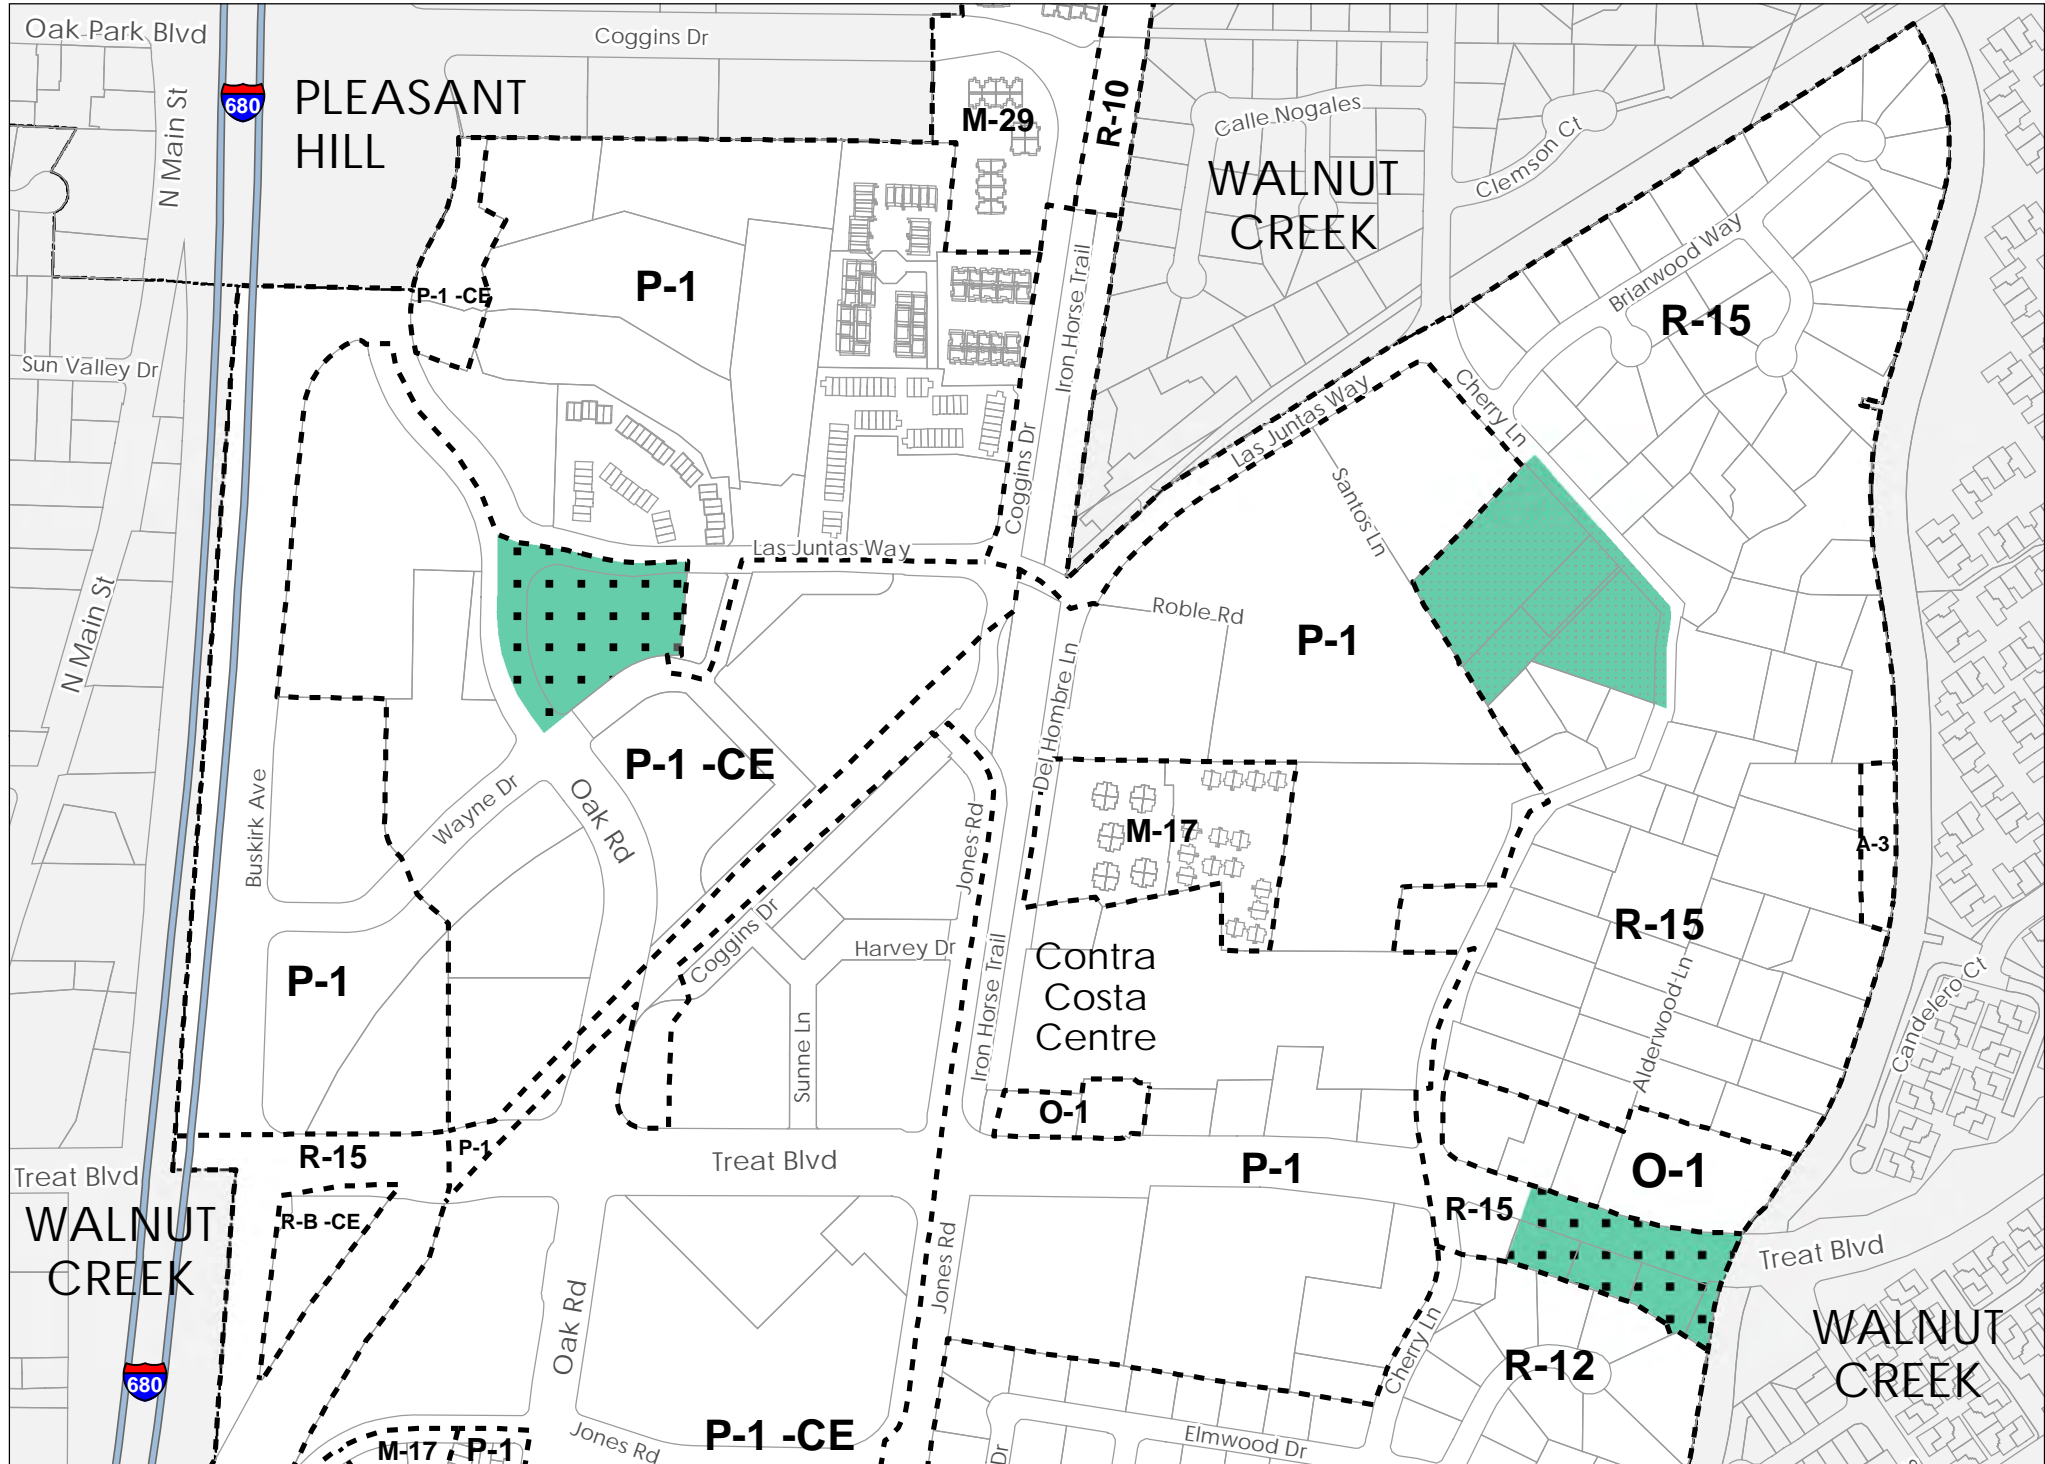 Oak Park Blvd
Coggins Dr
680
PLEASANT
HILL
N Main St
M-29
R-10
Calle Nogales
Clemson Ct
WALNUT
CREEK
P-1
P-1 -CE
Iron Horse Trail
Briarwood Way
R-15
Sun Valley Dr
Las Juntas Way
Cherry Ln
Coggins Dr
Santos Ln
Las Juntas Way
N Main St
Roble Rd
P-1
Del Hombre Ln
P-1 -CE
Buskirk Ave
Wayne Dr
Oak Rd
Jones Rd
M-17
A-3
R-15
Coggins Dr
Harvey Dr
Contra
Costa
Centre
P-1
Iron Horse Trail
Sunne Ln
Alderwood Ln
Candelero Ct
O-1
R-15
P-1
Treat Blvd
Treat Blvd
P-1
O-1
R-15
WALNUT
CREEK
R-B -CE
Treat Blvd
Jones Rd
Oak Rd
Cherry Ln
R-12
WALNUT
CREEK
680
M-17
P-1
Jones Rd
P-1 -CE
Dr
Elmwood Dr